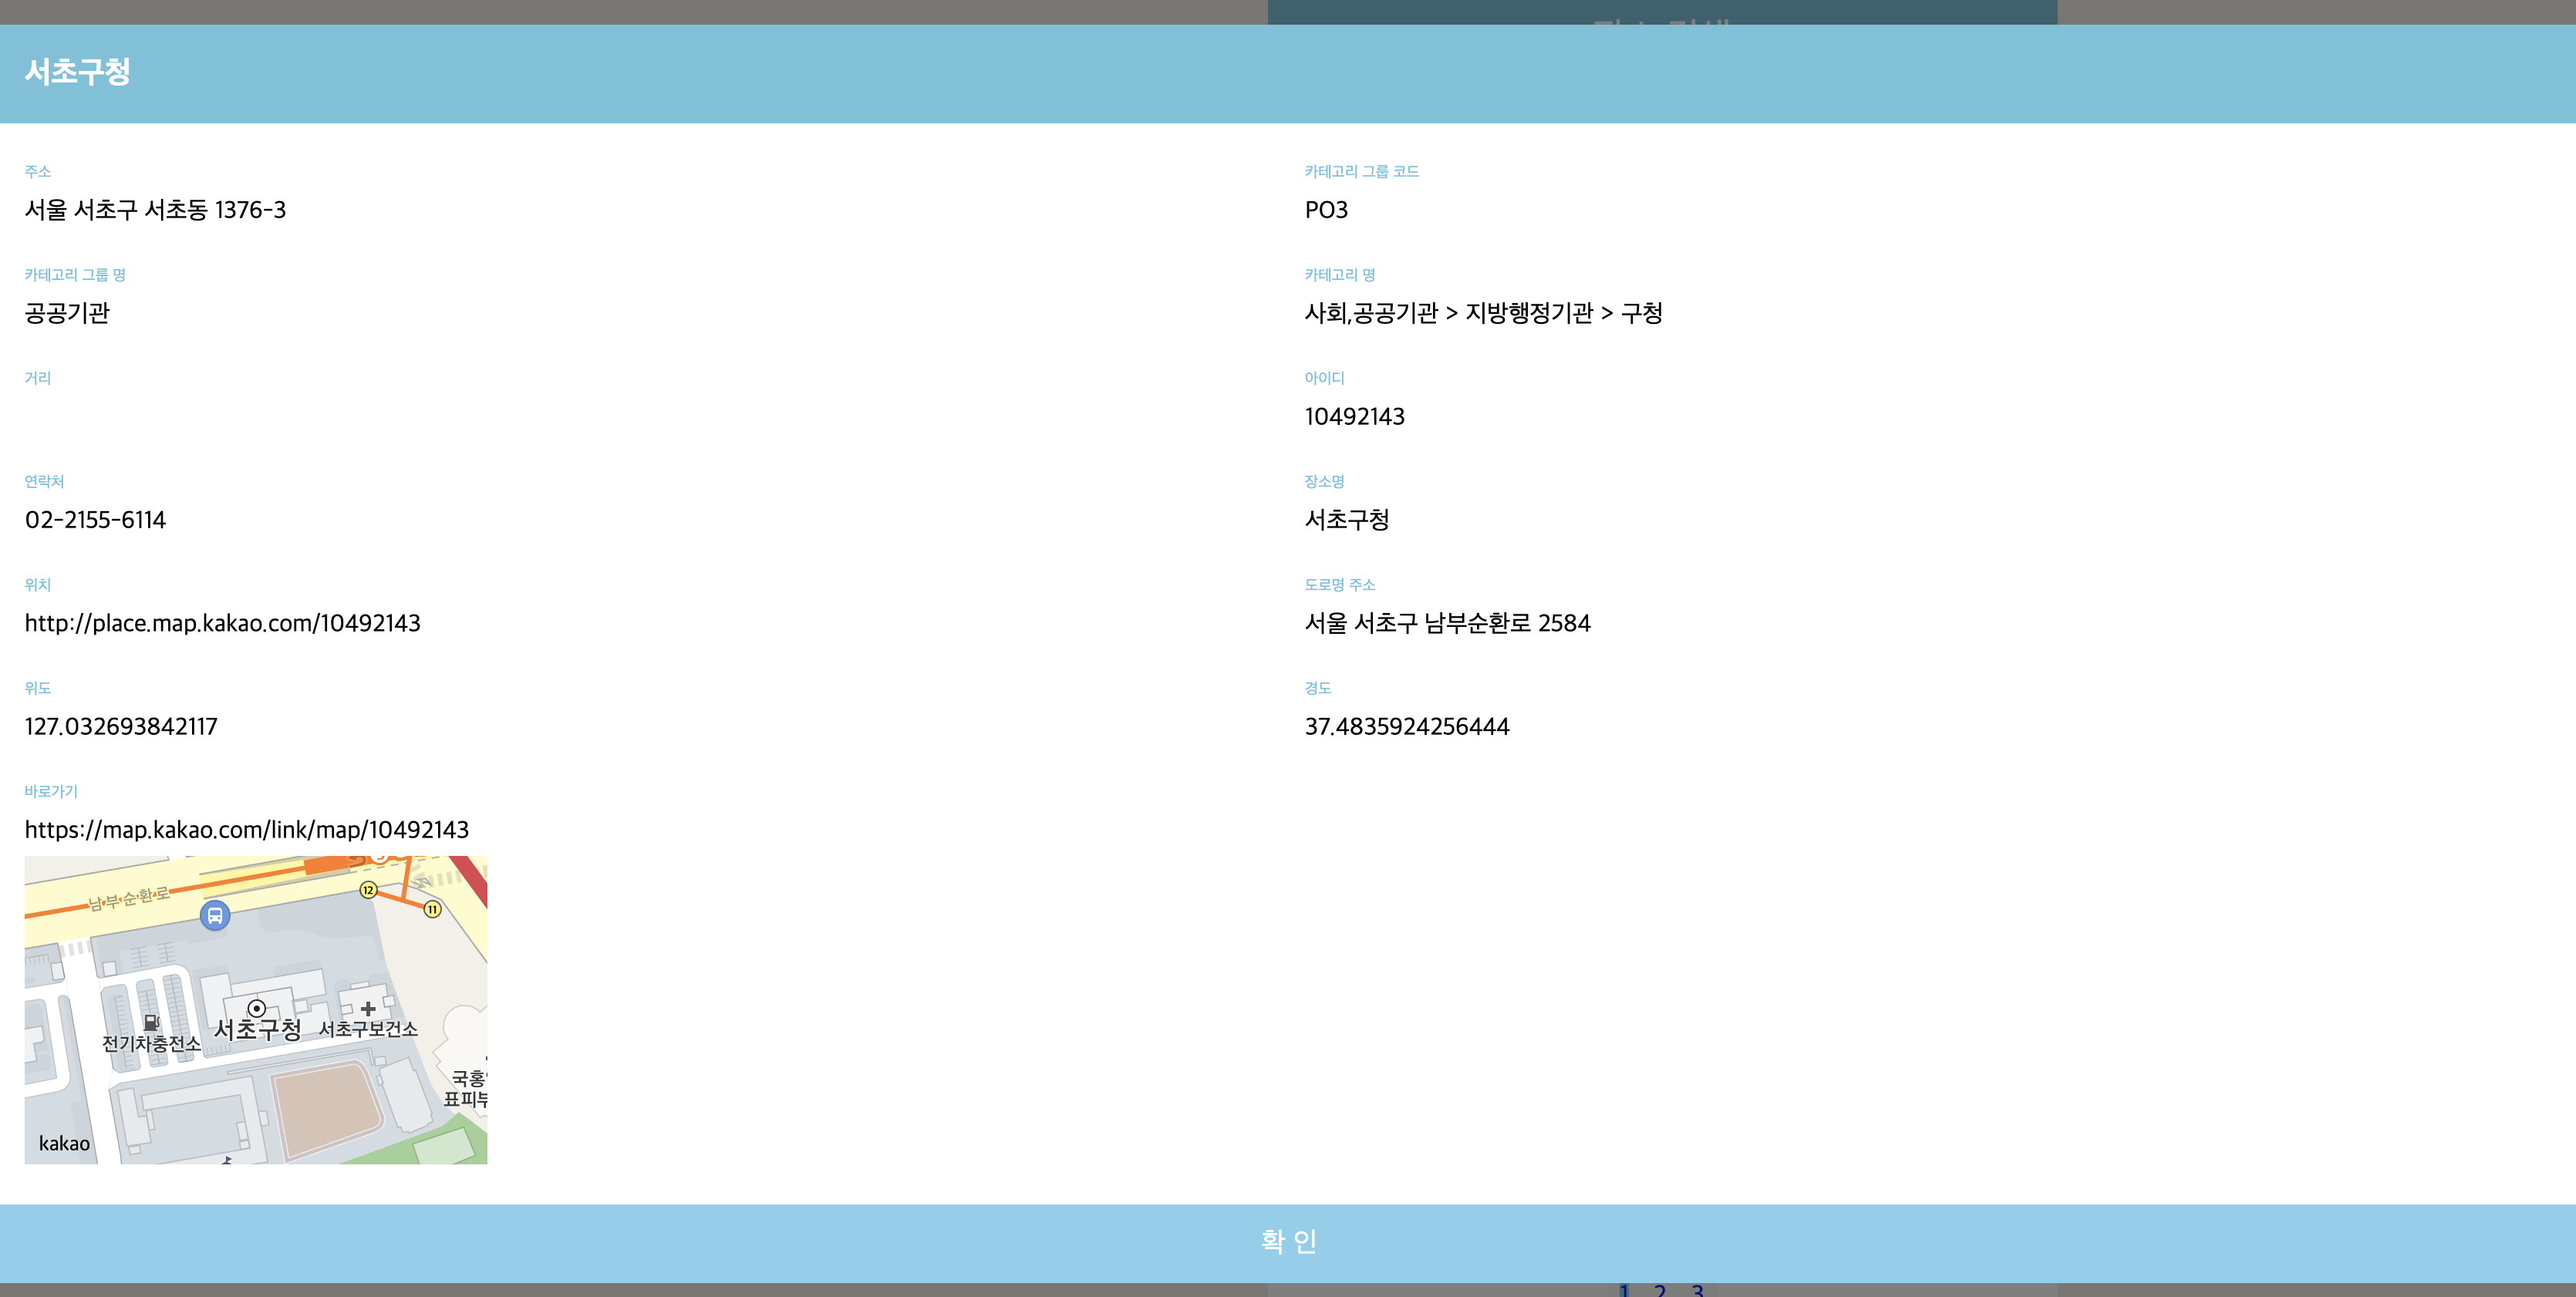 서초구청
주소
서울 서초구 서초동 1376-3
카테고리 그룹 코드
PO3
카테고리 그룹 명
공공기관
카테고리 명
사회,공공기관 > 지방행정기관 > 구청
거리
아이디
10492143
연락처
02-2155-6114
장소명
서초구청
위치
http://place.map.kakao.com/10492143
도로명 주소
서울 서초구 남부순환로 2584
위도
127.032693842117
경도
37.4835924256444
바로가기
https://map.kakao.com/link/map/10492143
남부순환로
12
11
서초구청
서초구보건소
전기차충전소
국홍
표피부
kakao
확 인
1 2 3